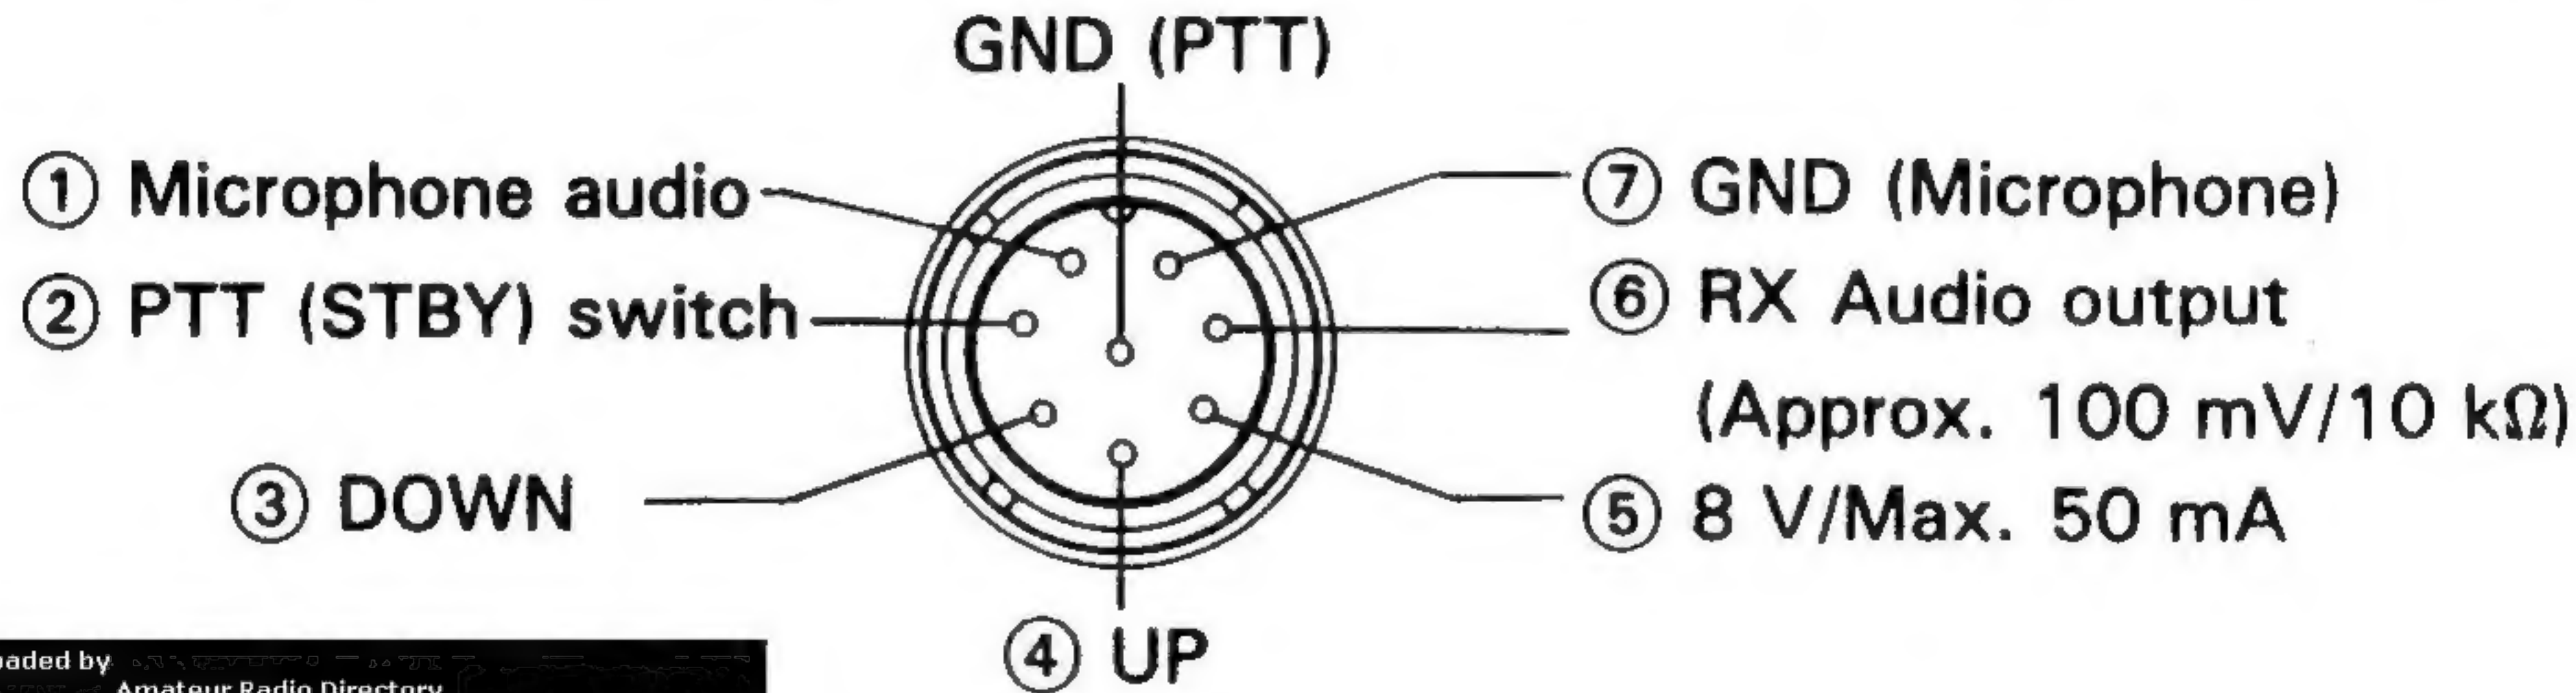 GND (PTT)
① Microphone audio
② PTT (STBY) switch
③ DOWN
④ UP
⑦ GND (Microphone)
⑥ RX Audio output
(Approx. 100 mV/10 kΩ)
⑤ 8 V/Max. 50 mA
by
Amateur Radio Directory